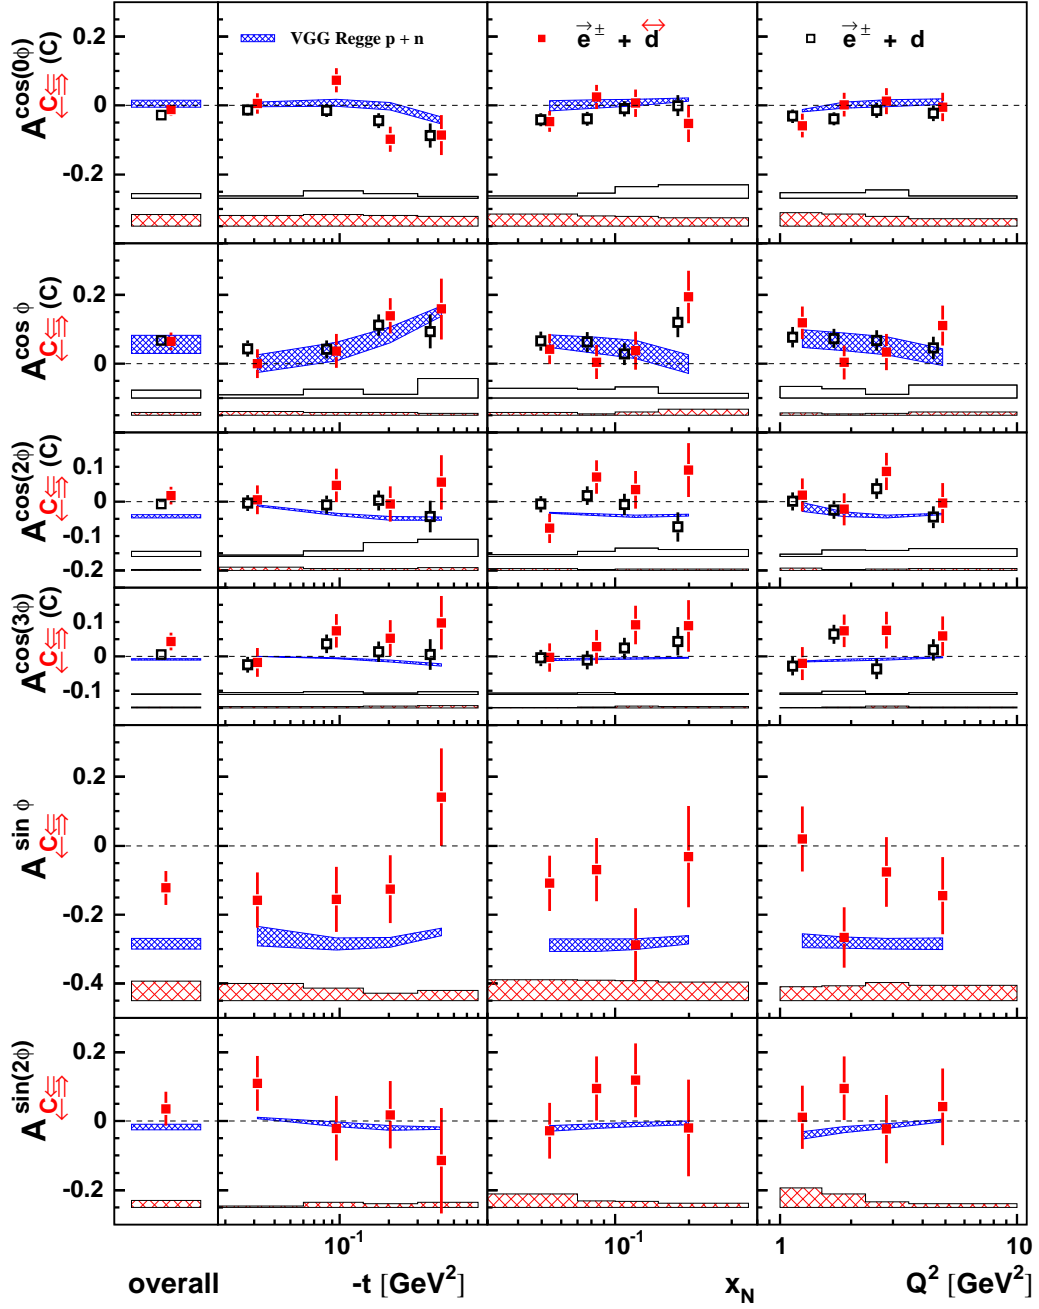 VGG Regge p + n
e→± + d↔
e→± + d
A cos(0φ) C←⇇⇉ (C)
0.2
0
-0.2
A cos φ C←⇇⇉ (C)
0.2
0
A cos(2φ) C←⇇⇉ (C)
0.1
0
-0.1
-0.2
A cos(3φ) C←⇇⇉ (C)
0.1
0
-0.1
A sin φ C←⇇⇉
0.2
0
-0.2
-0.4
A sin(2φ) C←⇇⇉
0.2
0
-0.2
10⁻¹ 10⁻¹ 1 10
overall -t [GeV²] x_N Q² [GeV²]